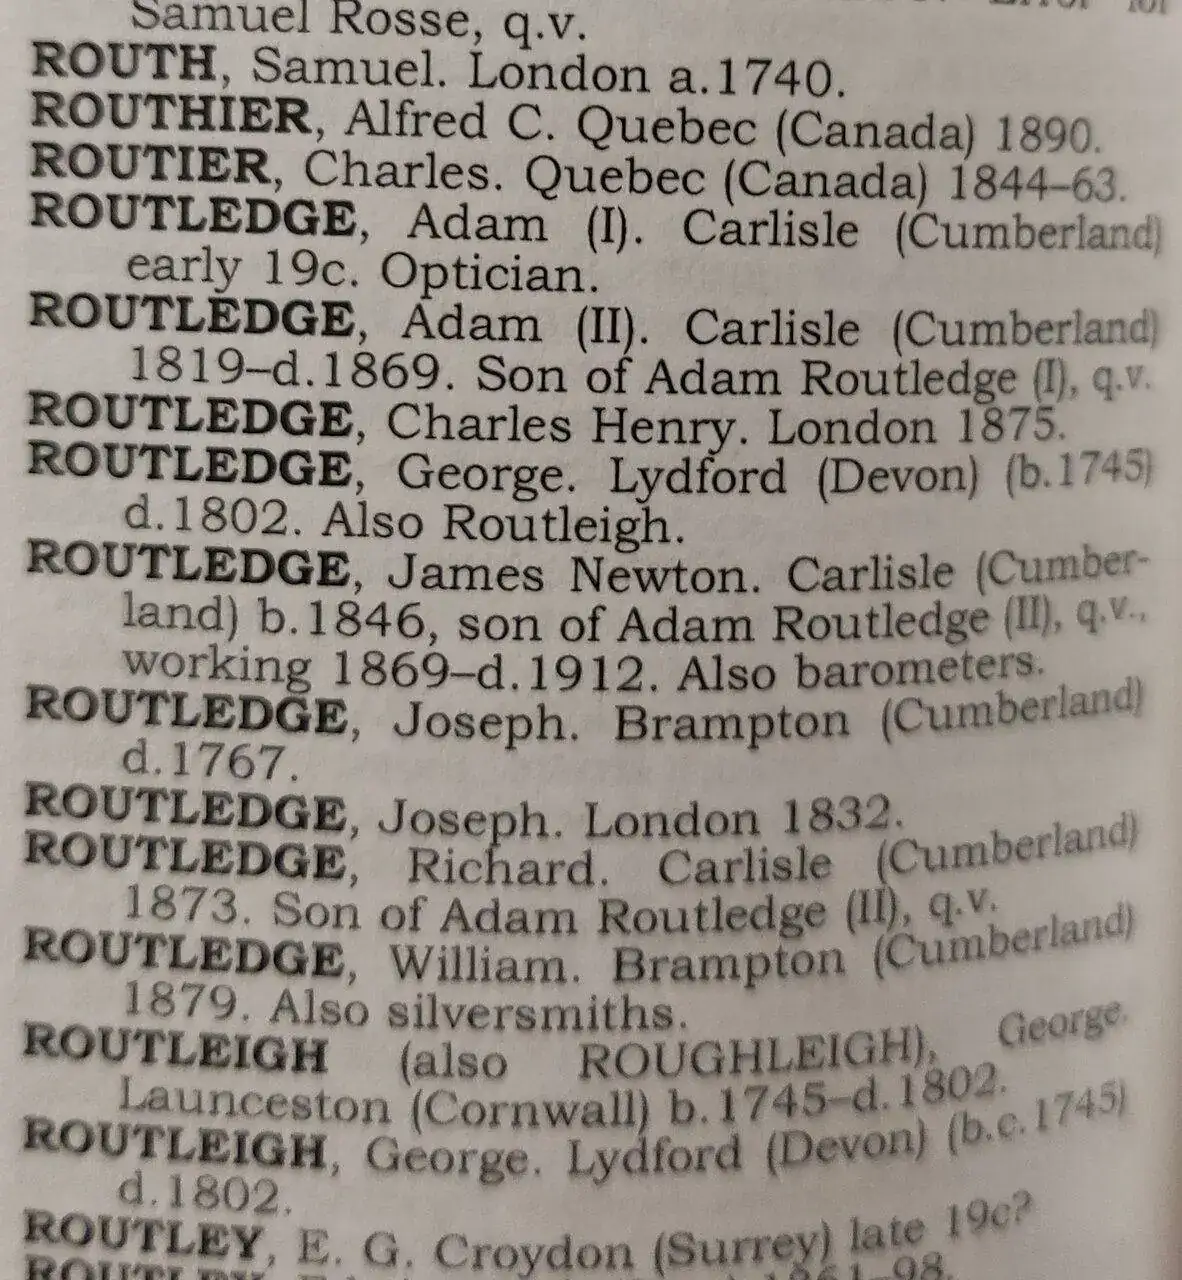 Error for
Samuel Rosse, q.v.
ROUTH, Samuel. London a.1740.
ROUTHIER, Alfred C. Quebec (Canada) 1890.
ROUTIER, Charles. Quebec (Canada) 1844–63.
ROUTLEDGE, Adam (I). Carlisle (Cumberland)
early 19c. Optician.
ROUTLEDGE, Adam (II). Carlisle (Cumberland)
1819–d.1869. Son of Adam Routledge (I), q.v.
ROUTLEDGE, Charles Henry. London 1875.
ROUTLEDGE, George. Lydford (Devon) (b.1745)
d.1802. Also Routleigh.
ROUTLEDGE, James Newton. Carlisle (Cumber-
land) b.1846, son of Adam Routledge (II), q.v.,
working 1869–d.1912. Also barometers.
ROUTLEDGE, Joseph. Brampton (Cumberland)
d.1767.
ROUTLEDGE, Joseph. London 1832.
ROUTLEDGE, Richard. Carlisle (Cumberland)
1873. Son of Adam Routledge (II), q.v.
ROUTLEDGE, William. Brampton (Cumberland)
1879. Also silversmiths.
ROUTLEIGH (also ROUGHLEIGH), George.
Launceston (Cornwall) b.1745–d.1802.
ROUTLEIGH, George. Lydford (Devon) (b.c.1745)
d.1802.
ROUTLEY, E. G. Croydon (Surrey) late 19c?
ROUTLEY